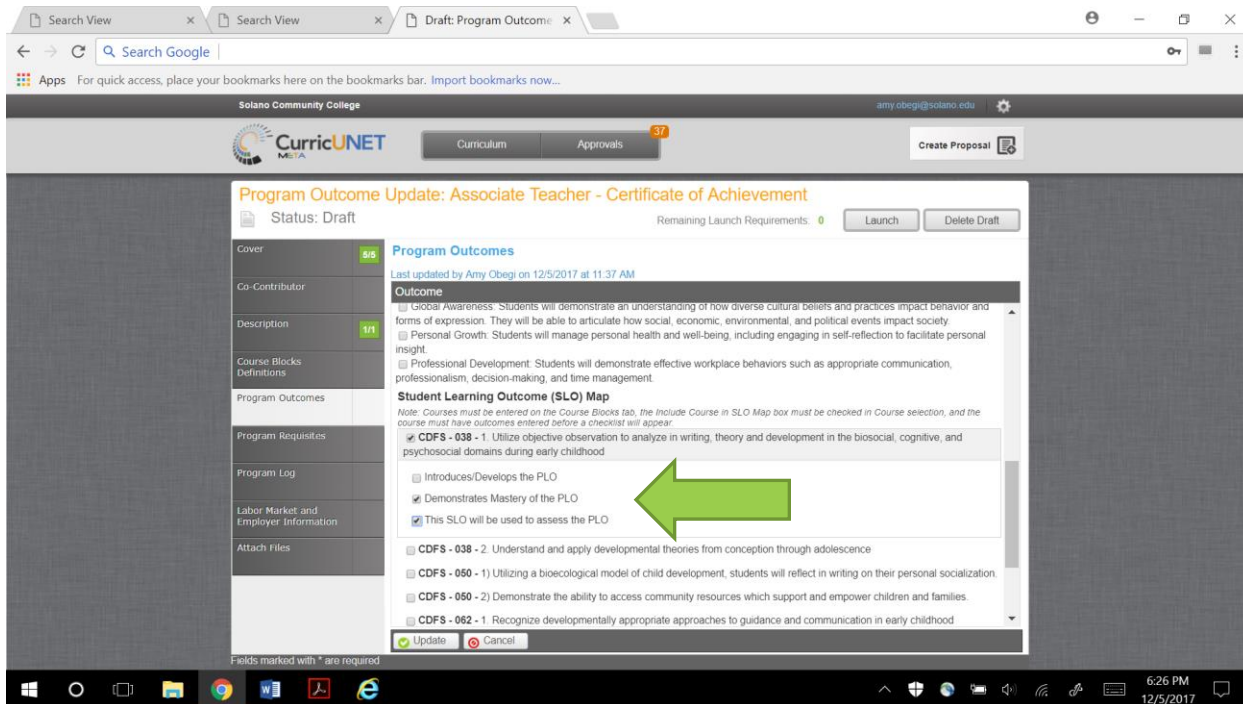 Search View ×
Search View ×
Draft: Program Outcome ×
Search Google
Apps For quick access, place your bookmarks here on the bookmarks bar. Import bookmarks now...
Solano Community College
amy.obegi@solano.edu
CurricUNET
META
Curriculum
Approvals
37
Create Proposal
Program Outcome Update: Associate Teacher - Certificate of Achievement
Status: Draft
Remaining Launch Requirements: 0
Launch
Delete Draft
Cover
5/5
Co-Contributor
Description
1/1
Course Blocks
Definitions
Program Outcomes
Program Requisites
Program Log
Labor Market and
Employer Information
Attach Files
Program Outcomes
Last updated by Amy Obegi on 12/5/2017 at 11:37 AM
Outcome
Global Awareness: Students will demonstrate an understanding of how diverse cultural beliefs and practices impact behavior and
forms of expression. They will be able to articulate how social, economic, environmental, and political events impact society.
Personal Growth: Students will manage personal health and well-being, including engaging in self-reflection to facilitate personal
insight.
Professional Development: Students will demonstrate effective workplace behaviors such as appropriate communication,
professionalism, decision-making, and time management.
Student Learning Outcome (SLO) Map
Note: Courses must be entered on the Course Blocks tab, the Include Course in SLO Map box must be checked in Course selection, and the
course must have outcomes entered before a checklist will appear.
CDFS - 038 - 1. Utilize objective observation to analyze in writing, theory and development in the biosocial, cognitive, and
psychosocial domains during early childhood
Introduces/Develops the PLO
Demonstrates Mastery of the PLO
This SLO will be used to assess the PLO
CDFS - 038 - 2. Understand and apply developmental theories from conception through adolescence
CDFS - 050 - 1) Utilizing a bioecological model of child development, students will reflect in writing on their personal socialization.
CDFS - 050 - 2) Demonstrate the ability to access community resources which support and empower children and families.
CDFS - 062 - 1. Recognize developmentally appropriate approaches to guidance and communication in early childhood
Update
Cancel
Fields marked with * are required
6:26 PM
12/5/2017